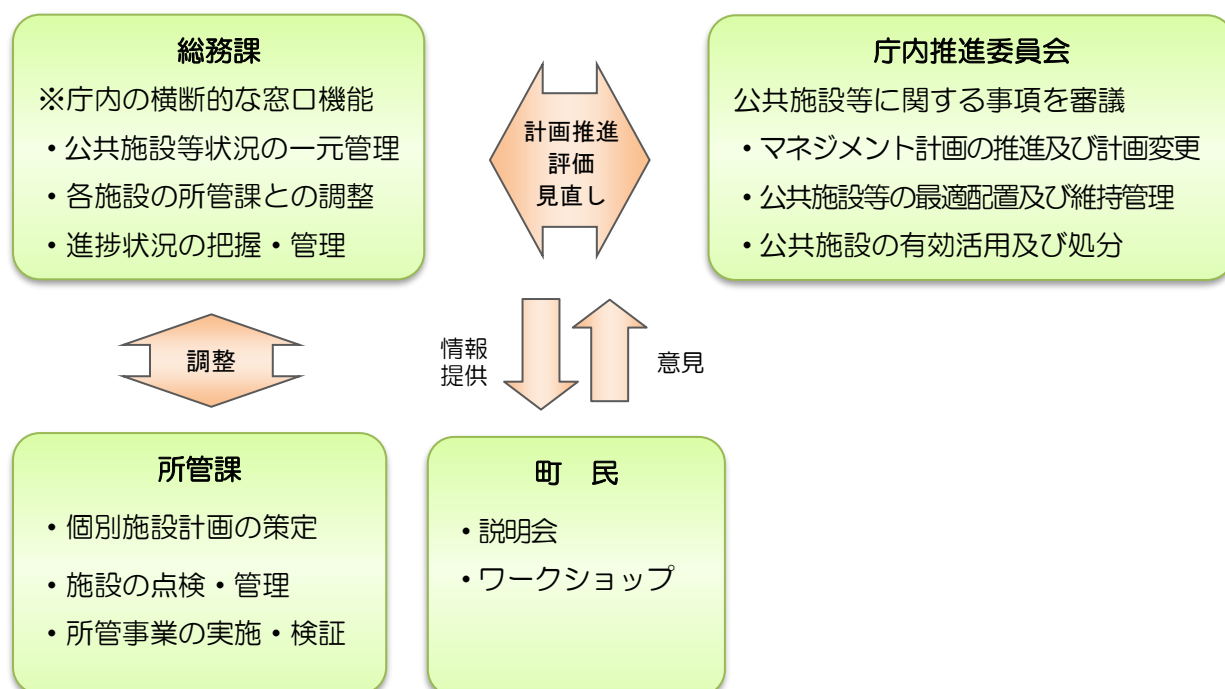 総務課
※庁内の横断的な窓口機能
・公共施設等状況の一元管理
・各施設の所管課との調整
・進捗状況の把握・管理
計画推進
評価
見直し
庁内推進委員会
公共施設等に関する事項を審議
・マネジメント計画の推進及び計画変更
・公共施設等の最適配置及び維持管理
・公共施設の有効活用及び処分
調整
情報
提供
意見
所管課
・個別施設計画の策定
・施設の点検・管理
・所管事業の実施・検証
町　民
・説明会
・ワークショップ